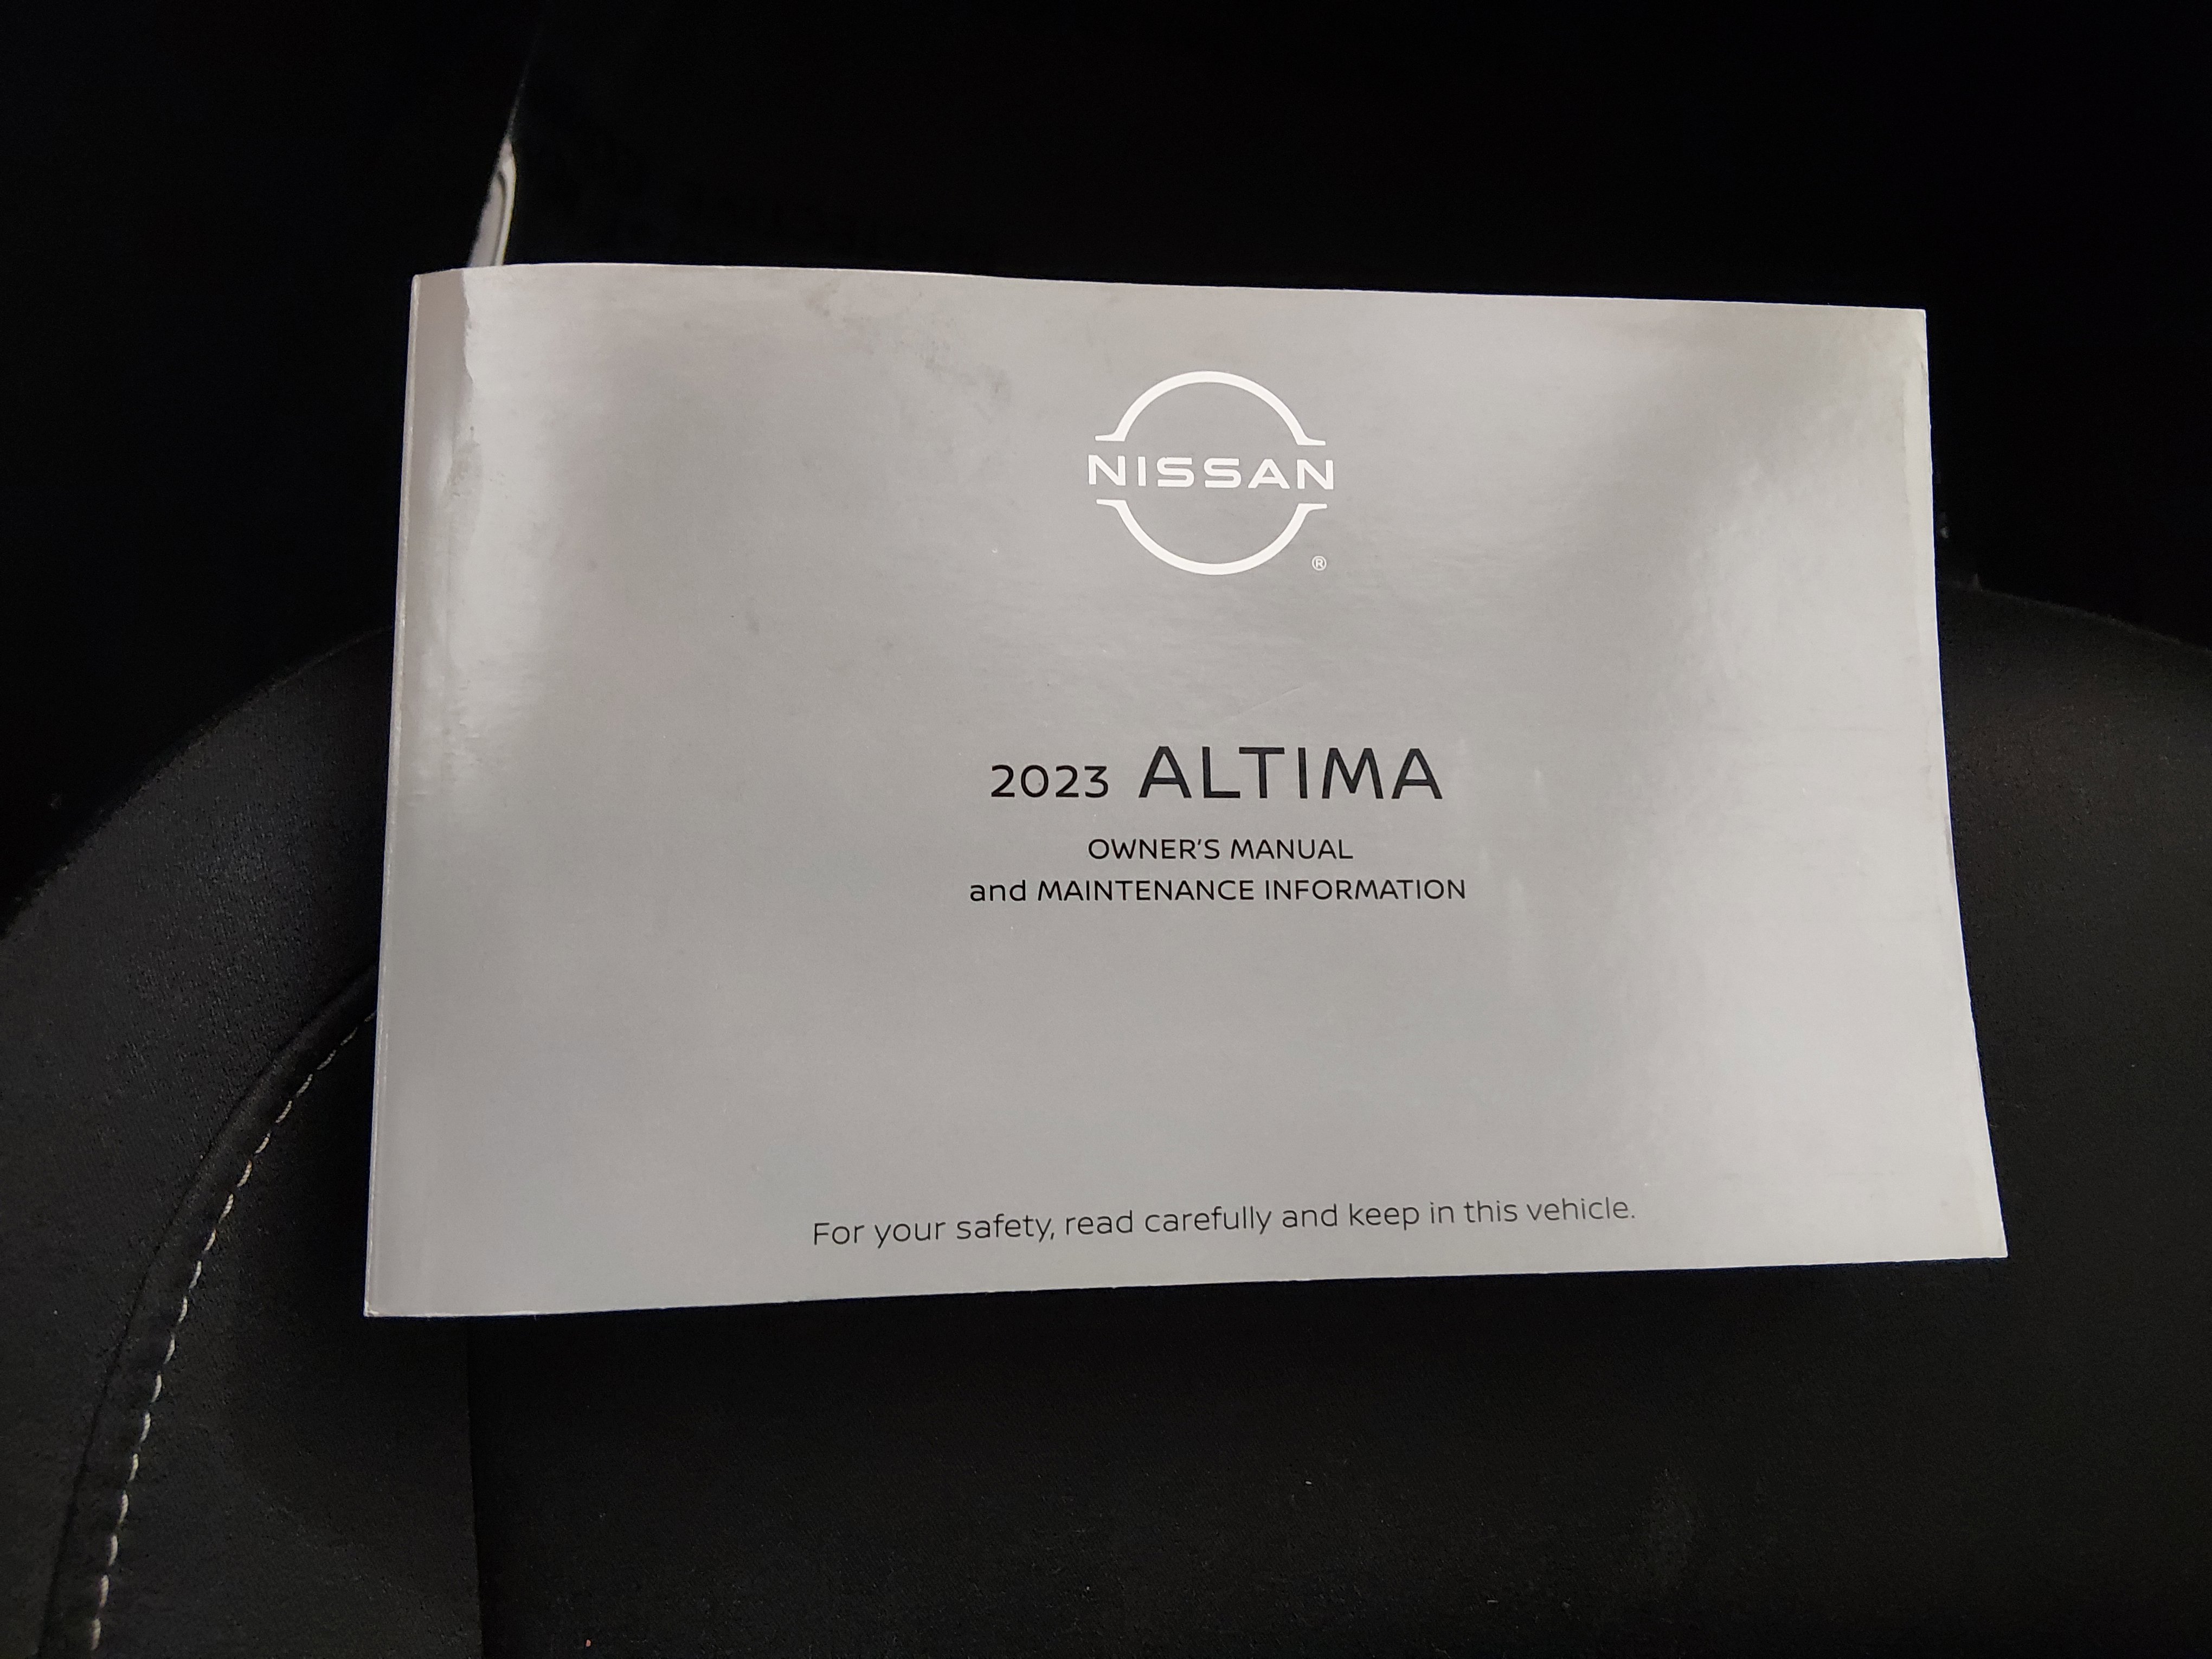 NISSAN
®
2023 ALTIMA
OWNER'S MANUAL
and MAINTENANCE INFORMATION
For your safety, read carefully and keep in this vehicle.